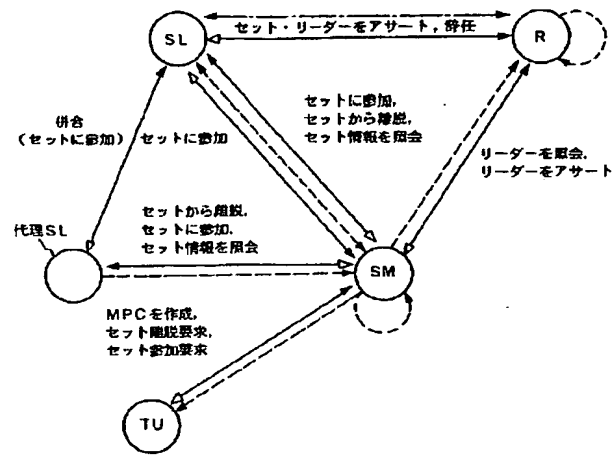 SL
セット・リーダーをアサート,辞任
R
併合
(セットに参加)
セットに参加
セットに参加,
セットから離脱,
セット情報を照会
リーダーを照会,
リーダーをアサート
代理SL
セットから離脱,
セットに参加,
セット情報を照会
SM
MPCを作成,
セット離脱要求,
セット参加要求
TU